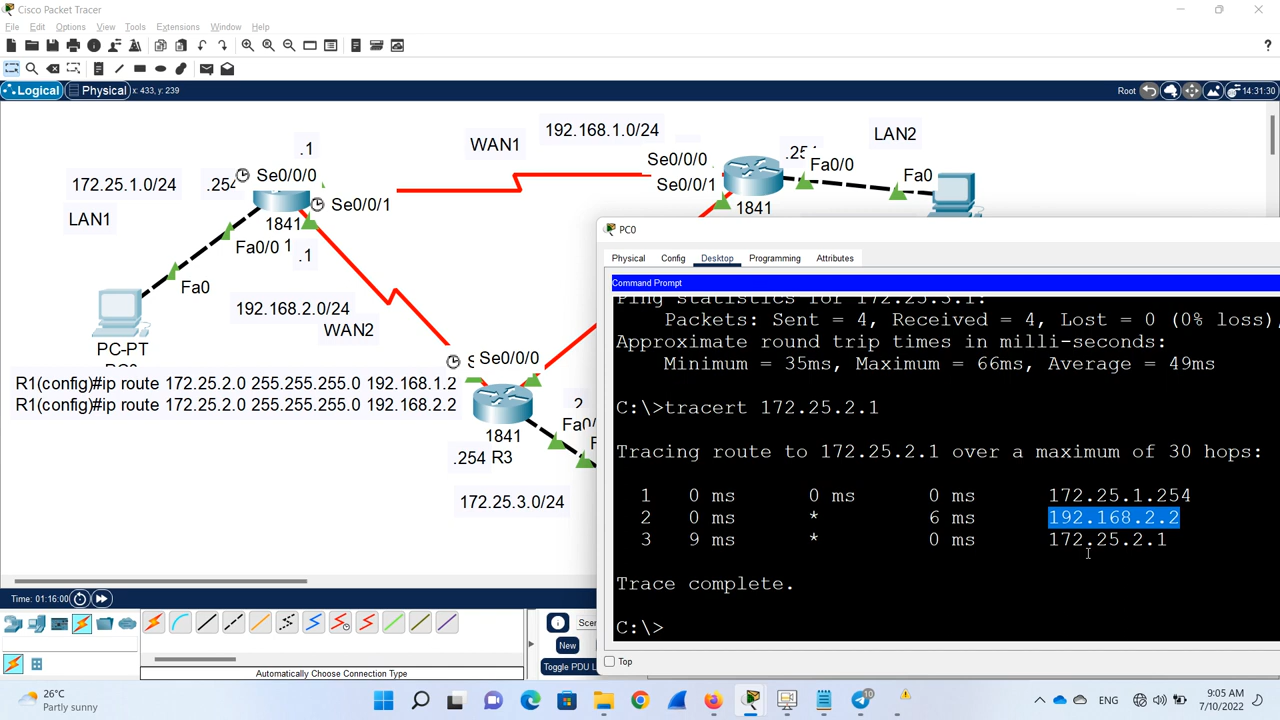 Cisco Packet Tracer
File Edit Options View Tools Extensions Window Help
Logical Physical x: 433, y: 239
Root 14:31:30
192.168.1.0/24
LAN2
WAN1
.1
Se0/0/0
Fa0/0
Se0/0/0
172.25.1.0/24
Se0/0/1
Fa0
LAN1
Se0/0/1
1841
1841
Fa0/0 1
.1
Fa0
192.168.2.0/24
WAN2
PC-PT
Se0/0/0
R1(config)#ip route 172.25.2.0 255.255.255.0 192.168.1.2
R1(config)#ip route 172.25.2.0 255.255.255.0 192.168.2.2
1841
.254 R3
172.25.3.0/24
PC0
Physical Config Desktop Programming Attributes
Command Prompt
Ping statistics for 172.25.3.1:
Packets: Sent = 4, Received = 4, Lost = 0 (0% loss)
Approximate round trip times in milli-seconds:
Minimum = 35ms, Maximum = 66ms, Average = 49ms
C:\>tracert 172.25.2.1
Tracing route to 172.25.2.1 over a maximum of 30 hops:
1 0 ms 0 ms 0 ms 172.25.1.254
2 0 ms * 6 ms 192.168.2.2
3 9 ms * 0 ms 172.25.2.1
Trace complete.
C:\>
Top
Time: 01:16:00
New
Automatically Choose Connection Type
26°C
Partly sunny
10
ENG
9:05 AM
7/10/2022